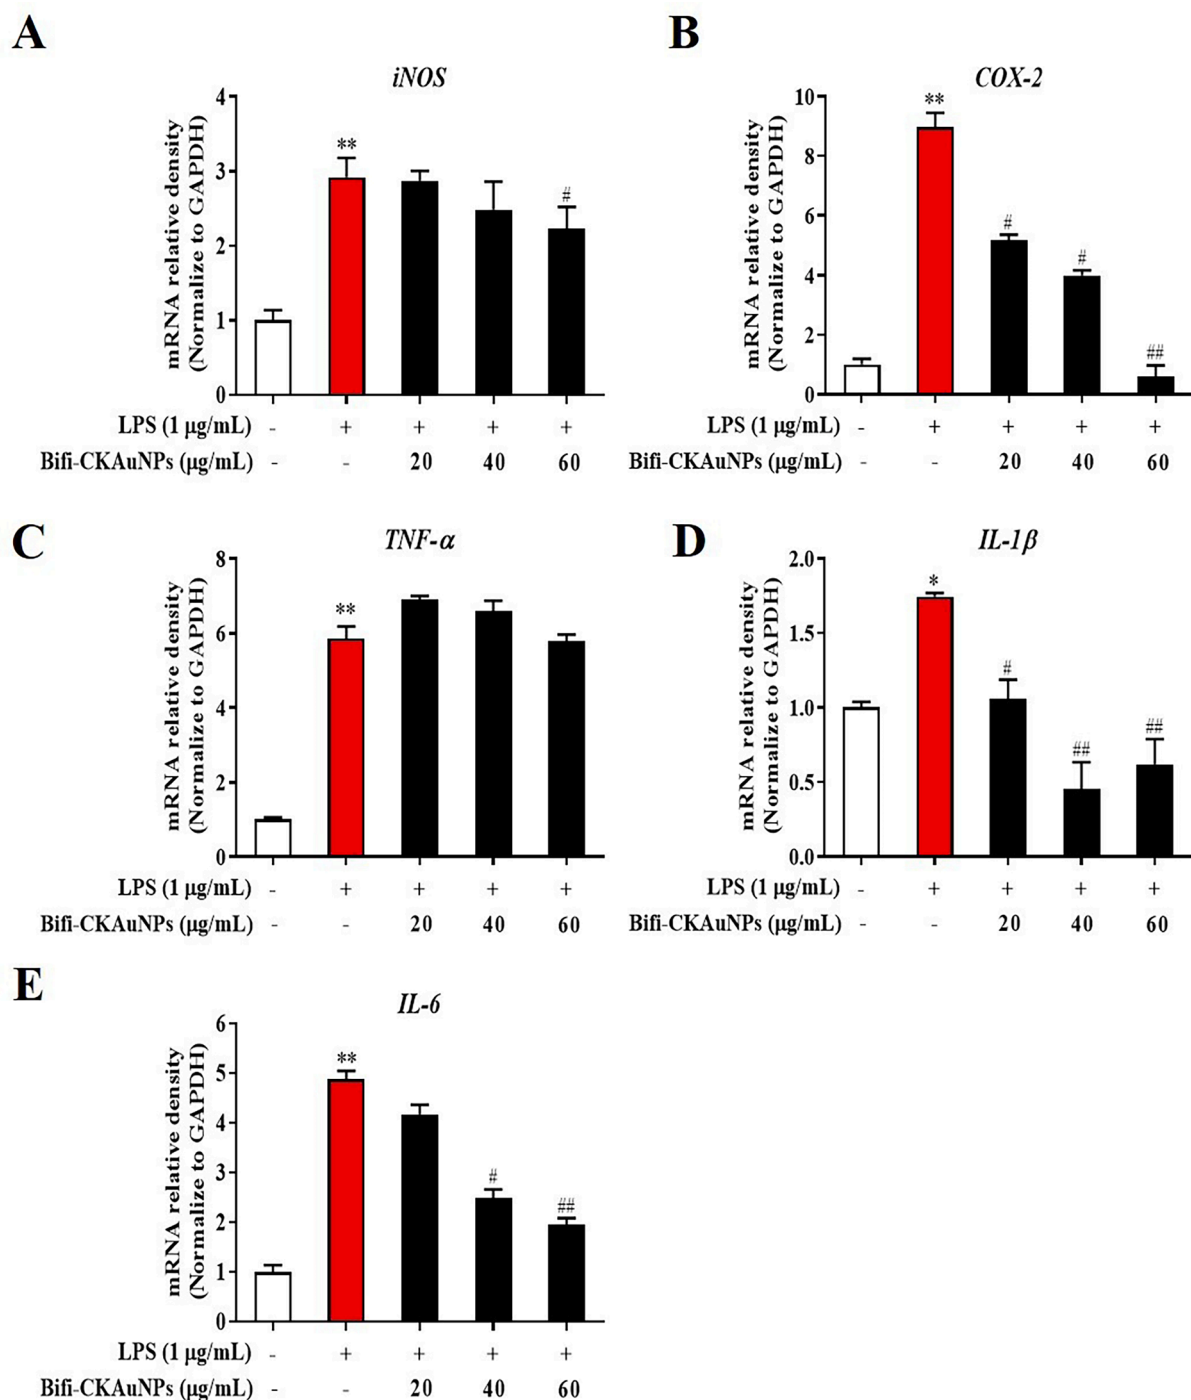 A
iNOS
mRNA relative density
(Normalize to GAPDH)
4
3
2
1
0
**
#
LPS (1 µg/mL) - + + + +
Bifi-CKAuNPs (µg/mL) - - 20 40 60
B
COX-2
mRNA relative density
(Normalize to GAPDH)
10
8
6
4
2
0
**
#
#
##
LPS (1 µg/mL) - + + + +
Bifi-CKAuNPs (µg/mL) - - 20 40 60
C
TNF-α
mRNA relative density
(Normalize to GAPDH)
8
6
4
2
0
**
LPS (1 µg/mL) - + + + +
Bifi-CKAuNPs (µg/mL) - - 20 40 60
D
IL-1β
mRNA relative density
(Normalize to GAPDH)
2.0
1.5
1.0
0.5
0.0
*
#
##
##
LPS (1 µg/mL) - + + + +
Bifi-CKAuNPs (µg/mL) - - 20 40 60
E
IL-6
mRNA relative density
(Normalize to GAPDH)
6
5
4
3
2
1
0
**
#
##
LPS (1 µg/mL) - + + + +
Bifi-CKAuNPs (µg/mL) - - 20 40 60